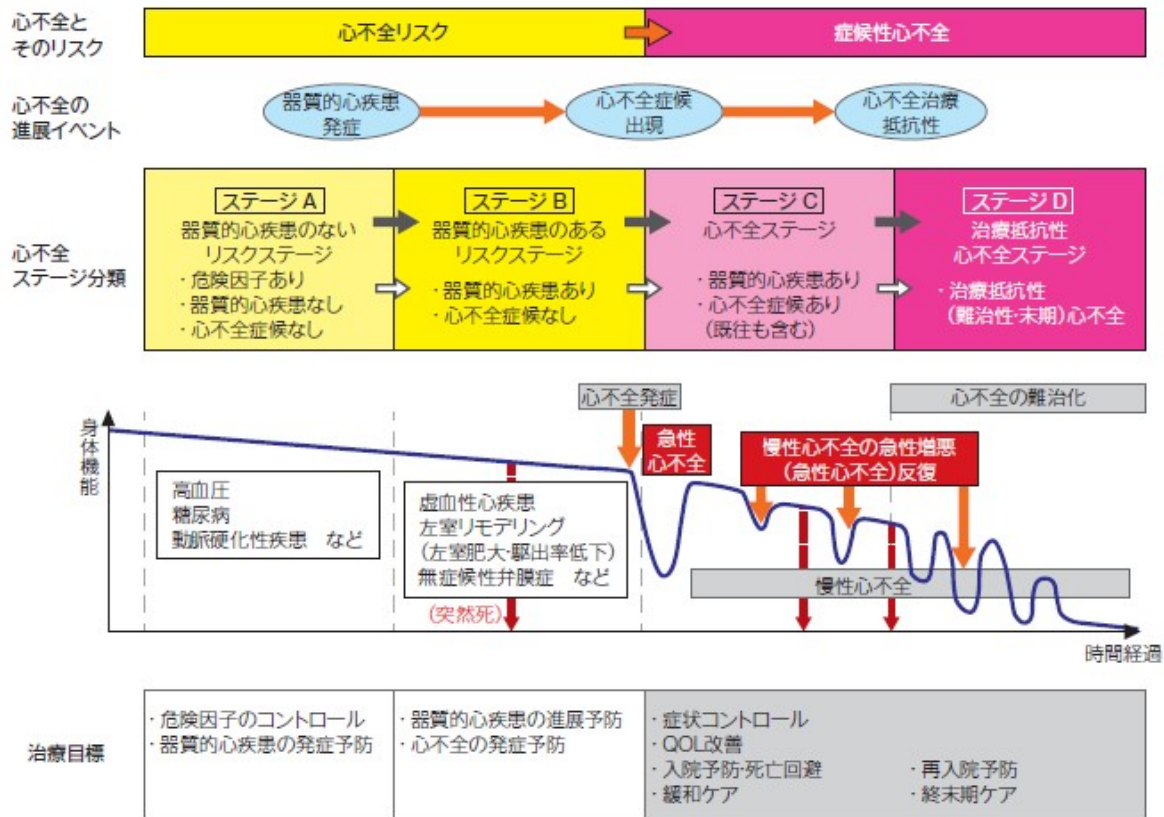 心不全と
そのリスク
心不全リスク
症候性心不全
心不全の
進展イベント
器質的心疾患
発症
心不全症候
出現
心不全治療
抵抗性
心不全
ステージ分類
ステージA
器質的心疾患のない
リスクステージ
・危険因子あり
・器質的心疾患なし
・心不全症候なし
ステージB
器質的心疾患のある
リスクステージ
・器質的心疾患あり
・心不全症候なし
ステージC
心不全ステージ
・器質的心疾患あり
・心不全症候あり
(既往も含む)
ステージD
治療抵抗性
心不全ステージ
・治療抵抗性
(難治性・末期)心不全
身体機能
心不全発症
心不全の難治化
急性
心不全
慢性心不全の急性増悪
(急性心不全)反復
高血圧
糖尿病
動脈硬化性疾患 など
虚血性心疾患
左室リモデリング
(左室肥大・駆出率低下)
無症候性弁膜症 など
(突然死)
慢性心不全
時間経過
治療目標
・危険因子のコントロール
・器質的心疾患の発症予防
・器質的心疾患の進展予防
・心不全の発症予防
・症状コントロール
・QOL改善
・入院予防・死亡回避
・緩和ケア
・再入院予防
・終末期ケア